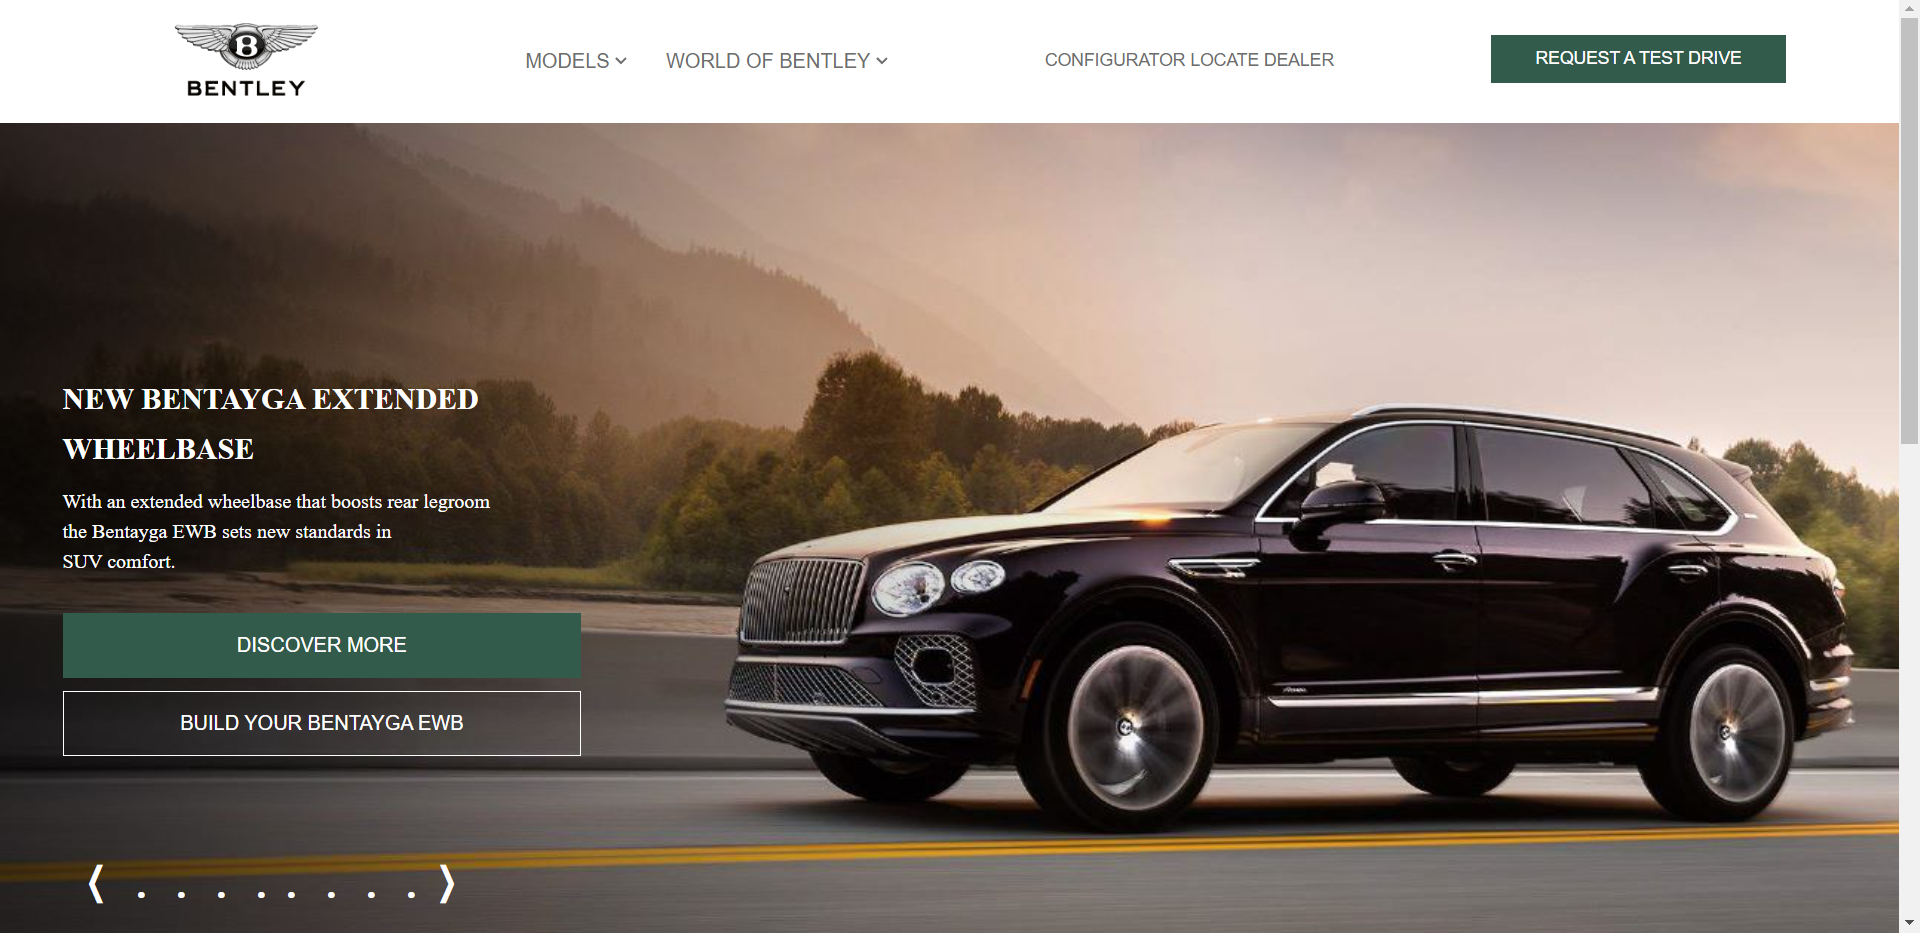 B
BENTLEY
MODELS
WORLD OF BENTLEY
CONFIGURATOR LOCATE DEALER
REQUEST A TEST DRIVE
NEW BENTAYGA EXTENDED
WHEELBASE
With an extended wheelbase that boosts rear legroom
the Bentayga EWB sets new standards in
SUV comfort.
DISCOVER MORE
BUILD YOUR BENTAYGA EWB